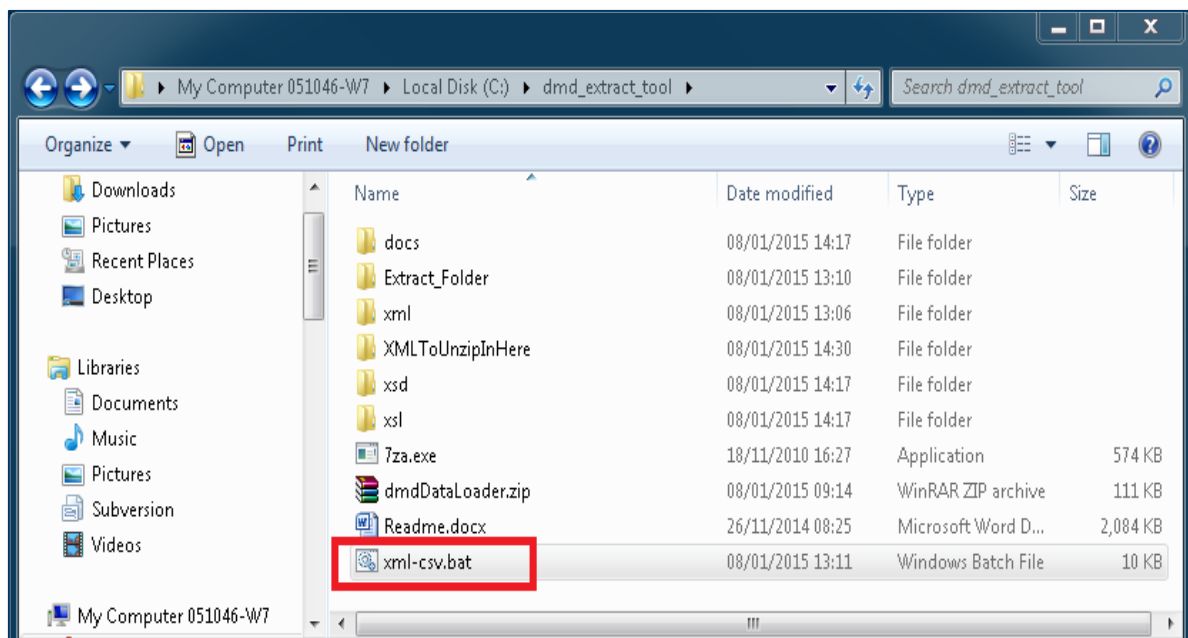 My Computer 051046-W7 Local Disk (C:) dmd_extract_tool Search dmd_extract_tool
Organize Open Print New folder
Downloads
Pictures
Recent Places
Desktop
Libraries
Documents
Music
Pictures
Subversion
Videos
My Computer 051046-W7
Name Date modified Type Size
docs 08/01/2015 14:17 File folder
Extract_Folder 08/01/2015 13:10 File folder
xml 08/01/2015 13:06 File folder
XMLToUnzipInHere 08/01/2015 14:30 File folder
xsd 08/01/2015 14:17 File folder
xsl 08/01/2015 14:17 File folder
7za.exe 18/11/2010 16:27 Application 574 KB
dmdDataLoader.zip 08/01/2015 09:14 WinRAR ZIP archive 111 KB
Readme.docx 26/11/2014 08:25 Microsoft Word D... 2,084 KB
xml-csv.bat 08/01/2015 13:11 Windows Batch File 10 KB